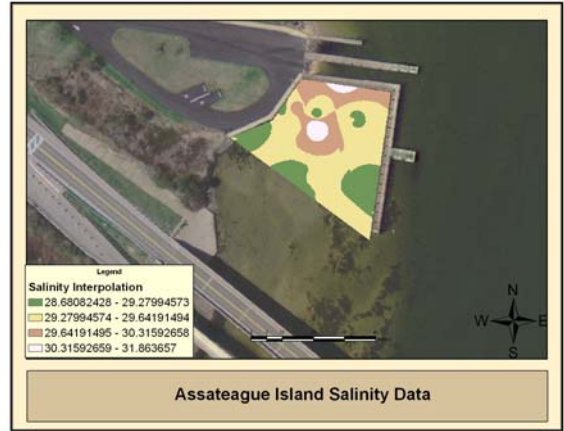 Legend
Salinity Interpolation
28.68082428 - 29.27994573
29.27994574 - 29.64191494
29.64191495 - 30.31592658
30.31592659 - 31.863657
N
W E
S
Assateague Island Salinity Data